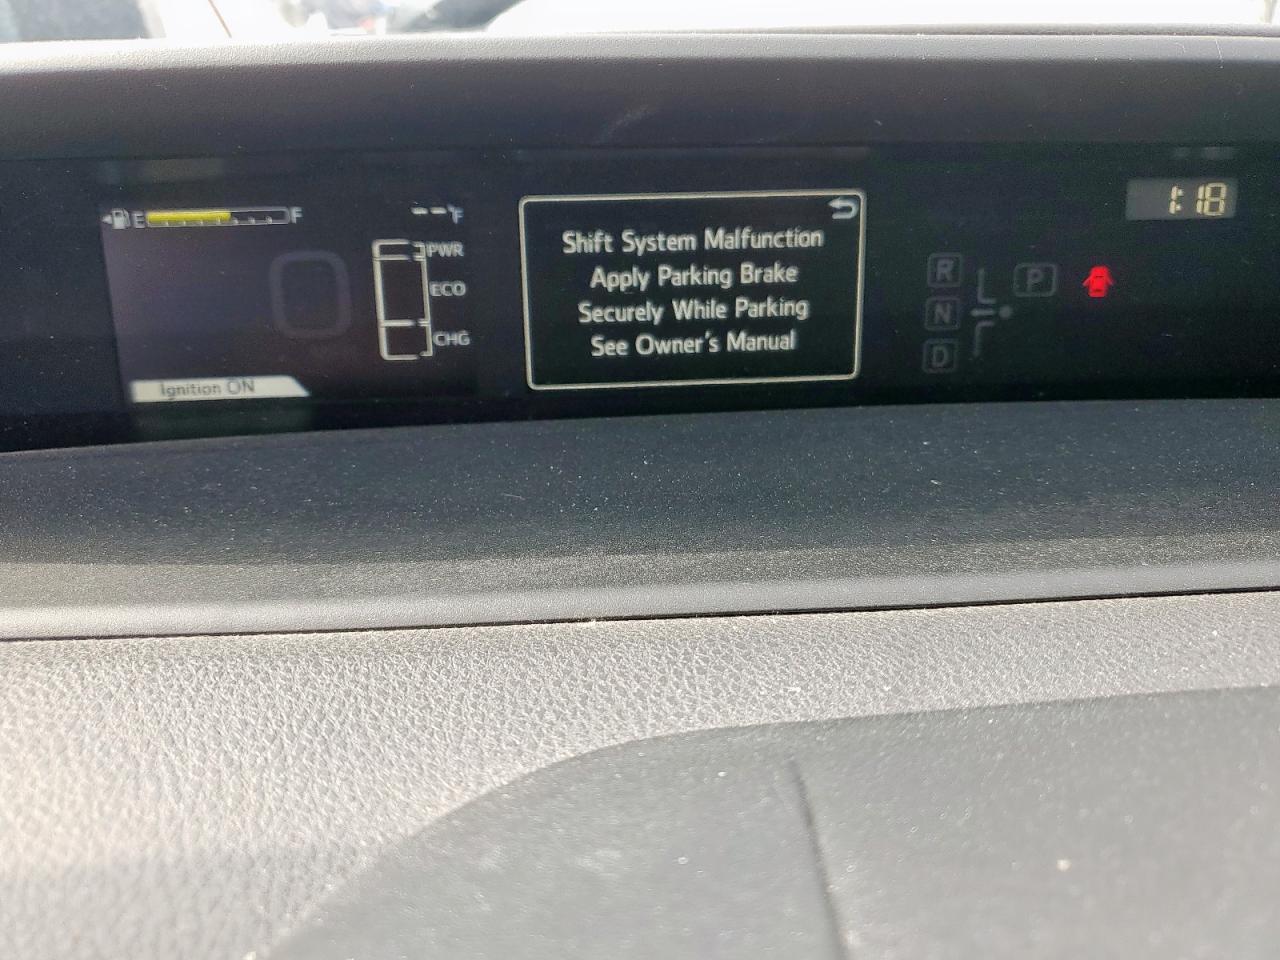 E F
--°F
PWR
ECO
CHG
Ignition ON
Shift System Malfunction
Apply Parking Brake
Securely While Parking
See Owner's Manual
1:18
R
N
D
P